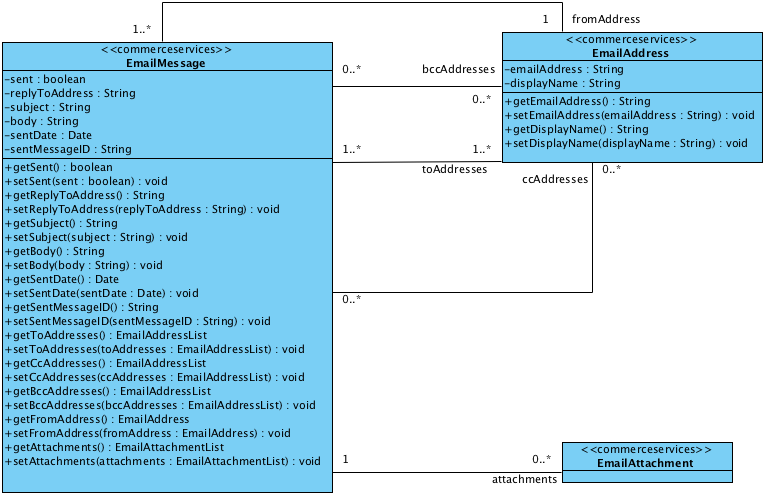 1 fromAddress
1..*
<<commerceservices>>
EmailMessage
-sent : boolean
-replyToAddress : String
-subject : String
-body : String
-sentDate : Date
-sentMessageID : String
+getSent() : boolean
+setSent(sent : boolean) : void
+getReplyToAddress() : String
+setReplyToAddress(replyToAddress : String) : void
+getSubject() : String
+setSubject(subject : String) : void
+getBody() : String
+setBody(body : String) : void
+getSentDate() : Date
+setSentDate(sentDate : Date) : void
+getSentMessageID() : String
+setSentMessageID(sentMessageID : String) : void
+getToAddresses() : EmailAddressList
+setToAddresses(toAddresses : EmailAddressList) : void
+getCcAddresses() : EmailAddressList
+setCcAddresses(ccAddresses : EmailAddressList) : void
+getBccAddresses() : EmailAddressList
+setBccAddresses(bccAddresses : EmailAddressList) : void
+getFromAddress() : EmailAddress
+setFromAddress(fromAddress : EmailAddress) : void
+getAttachments() : EmailAttachmentList
+setAttachments(attachments : EmailAttachmentList) : void
0..* bccAddresses
0..*
1..* 1..*
toAddresses
ccAddresses 0..*
0..*
<<commerceservices>>
EmailAddress
-emailAddress : String
-displayName : String
+getEmailAddress() : String
+setEmailAddress(emailAddress : String) : void
+getDisplayName() : String
+setDisplayName(displayName : String) : void
1 0..*
attachments
<<commerceservices>>
EmailAttachment